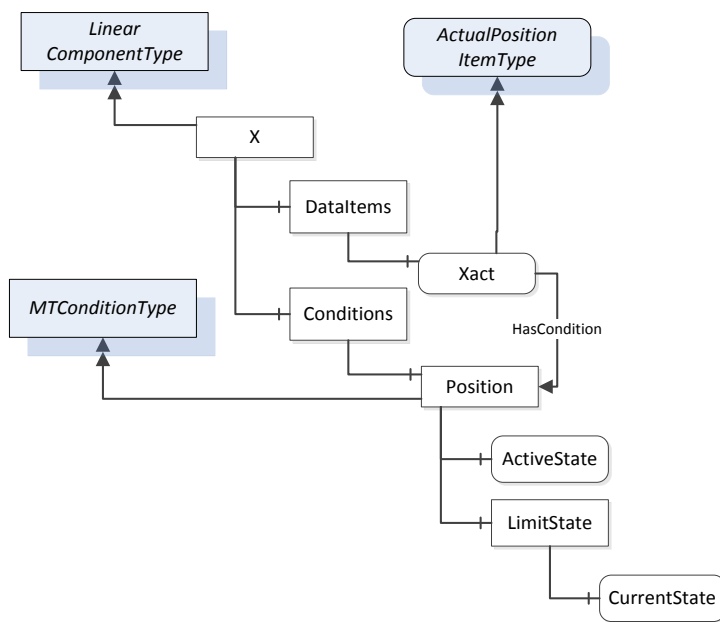 Linear
ComponentType
ActualPosition
ItemType
X
DataItems
Xact
MTConditionType
Conditions
HasCondition
Position
ActiveState
LimitState
CurrentState